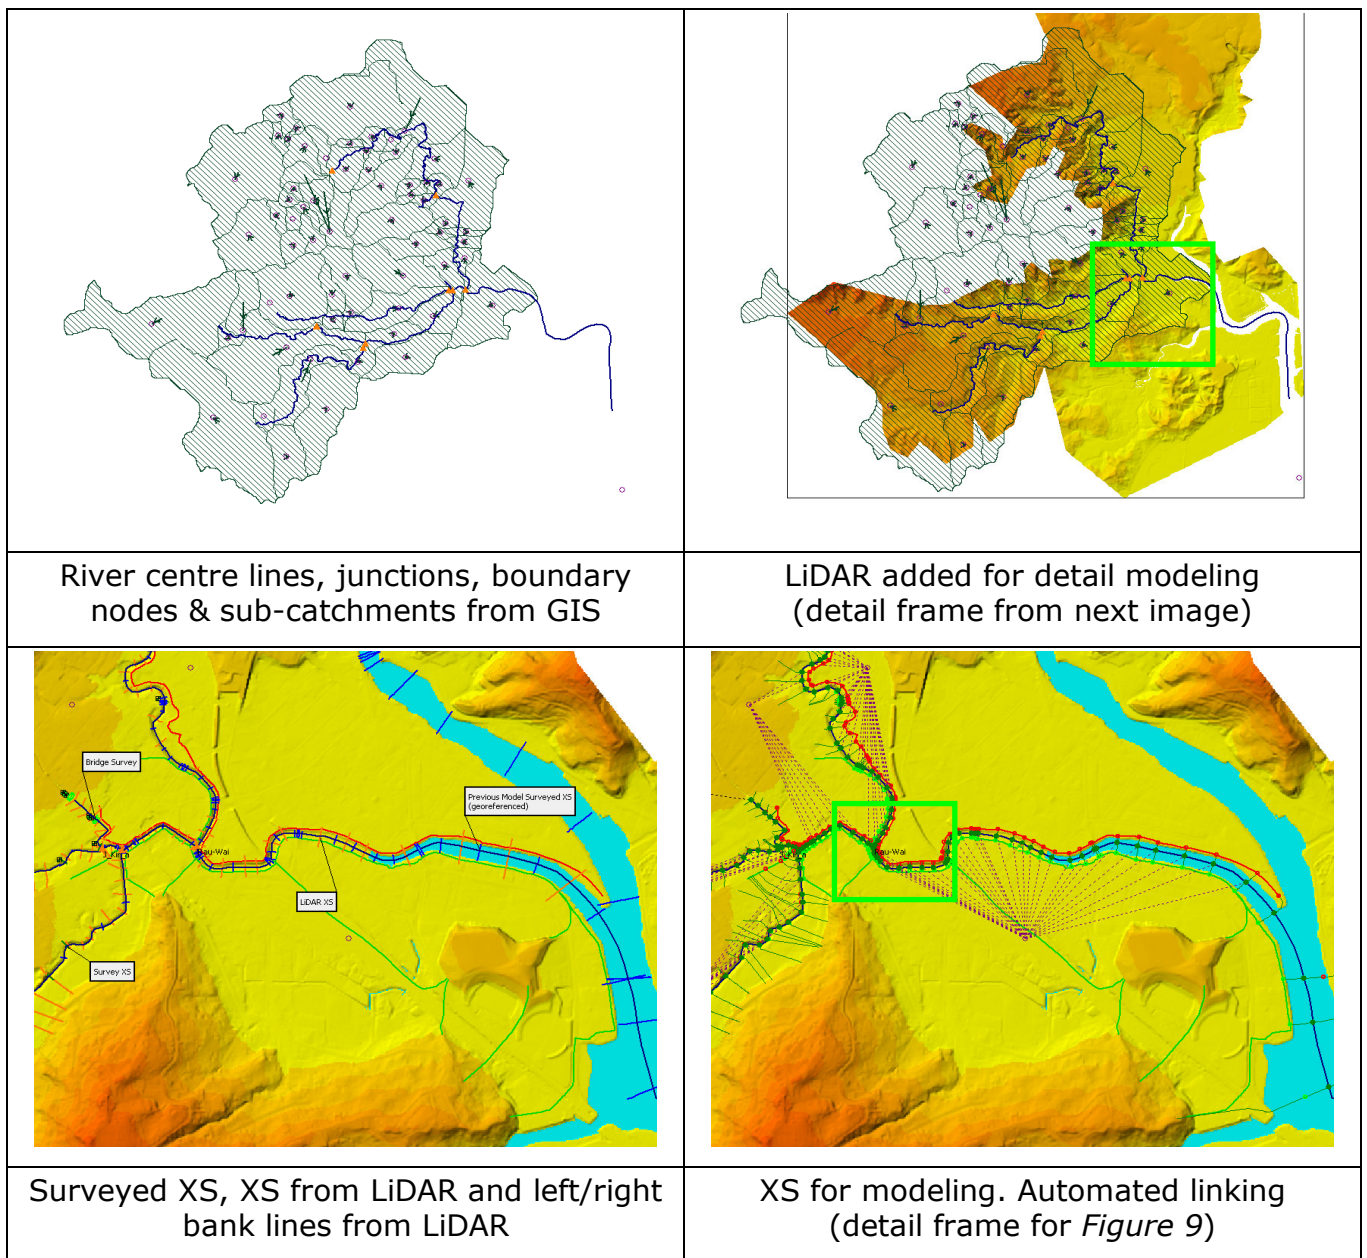 River centre lines, junctions, boundary
nodes & sub-catchments from GIS
LiDAR added for detail modeling
(detail frame from next image)
Bridge Survey
Previous Model Surveyed XS
(georeferenced)
LiDAR XS
Survey XS
Surveyed XS, XS from LiDAR and left/right
bank lines from LiDAR
XS for modeling. Automated linking
(detail frame for Figure 9)